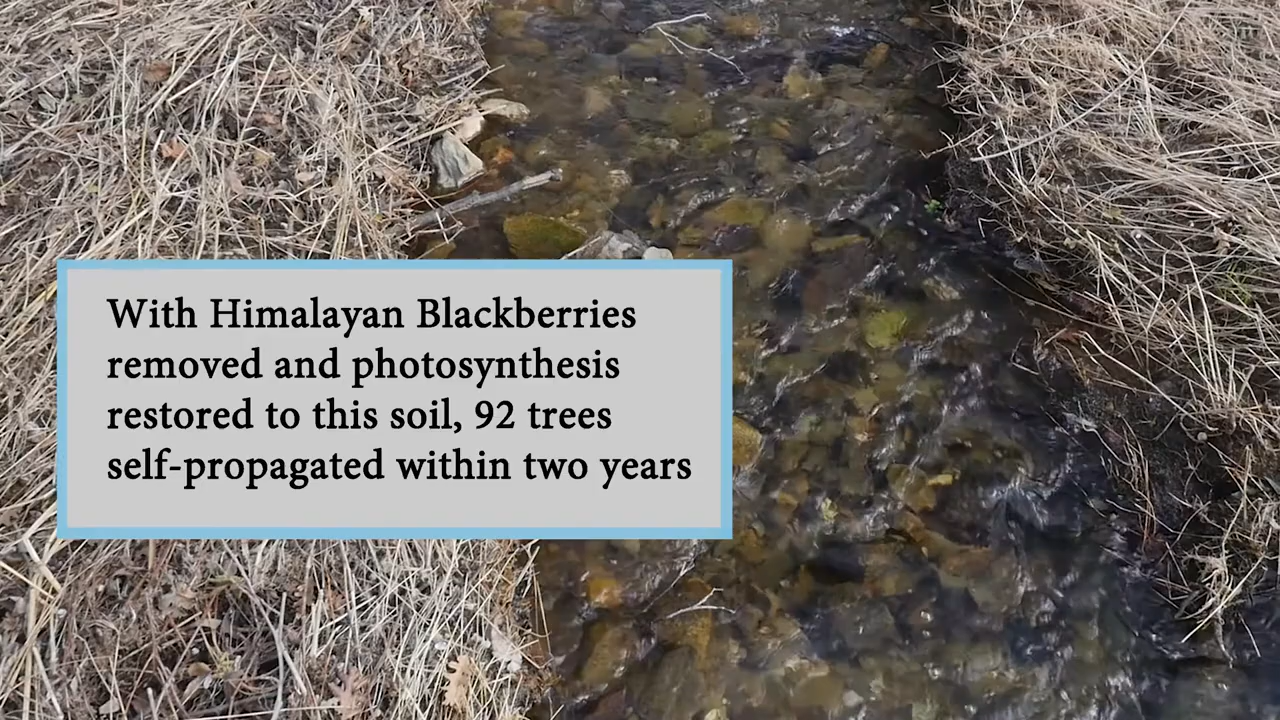 With Himalayan Blackberries
removed and photosynthesis
restored to this soil, 92 trees
self-propagated within two years